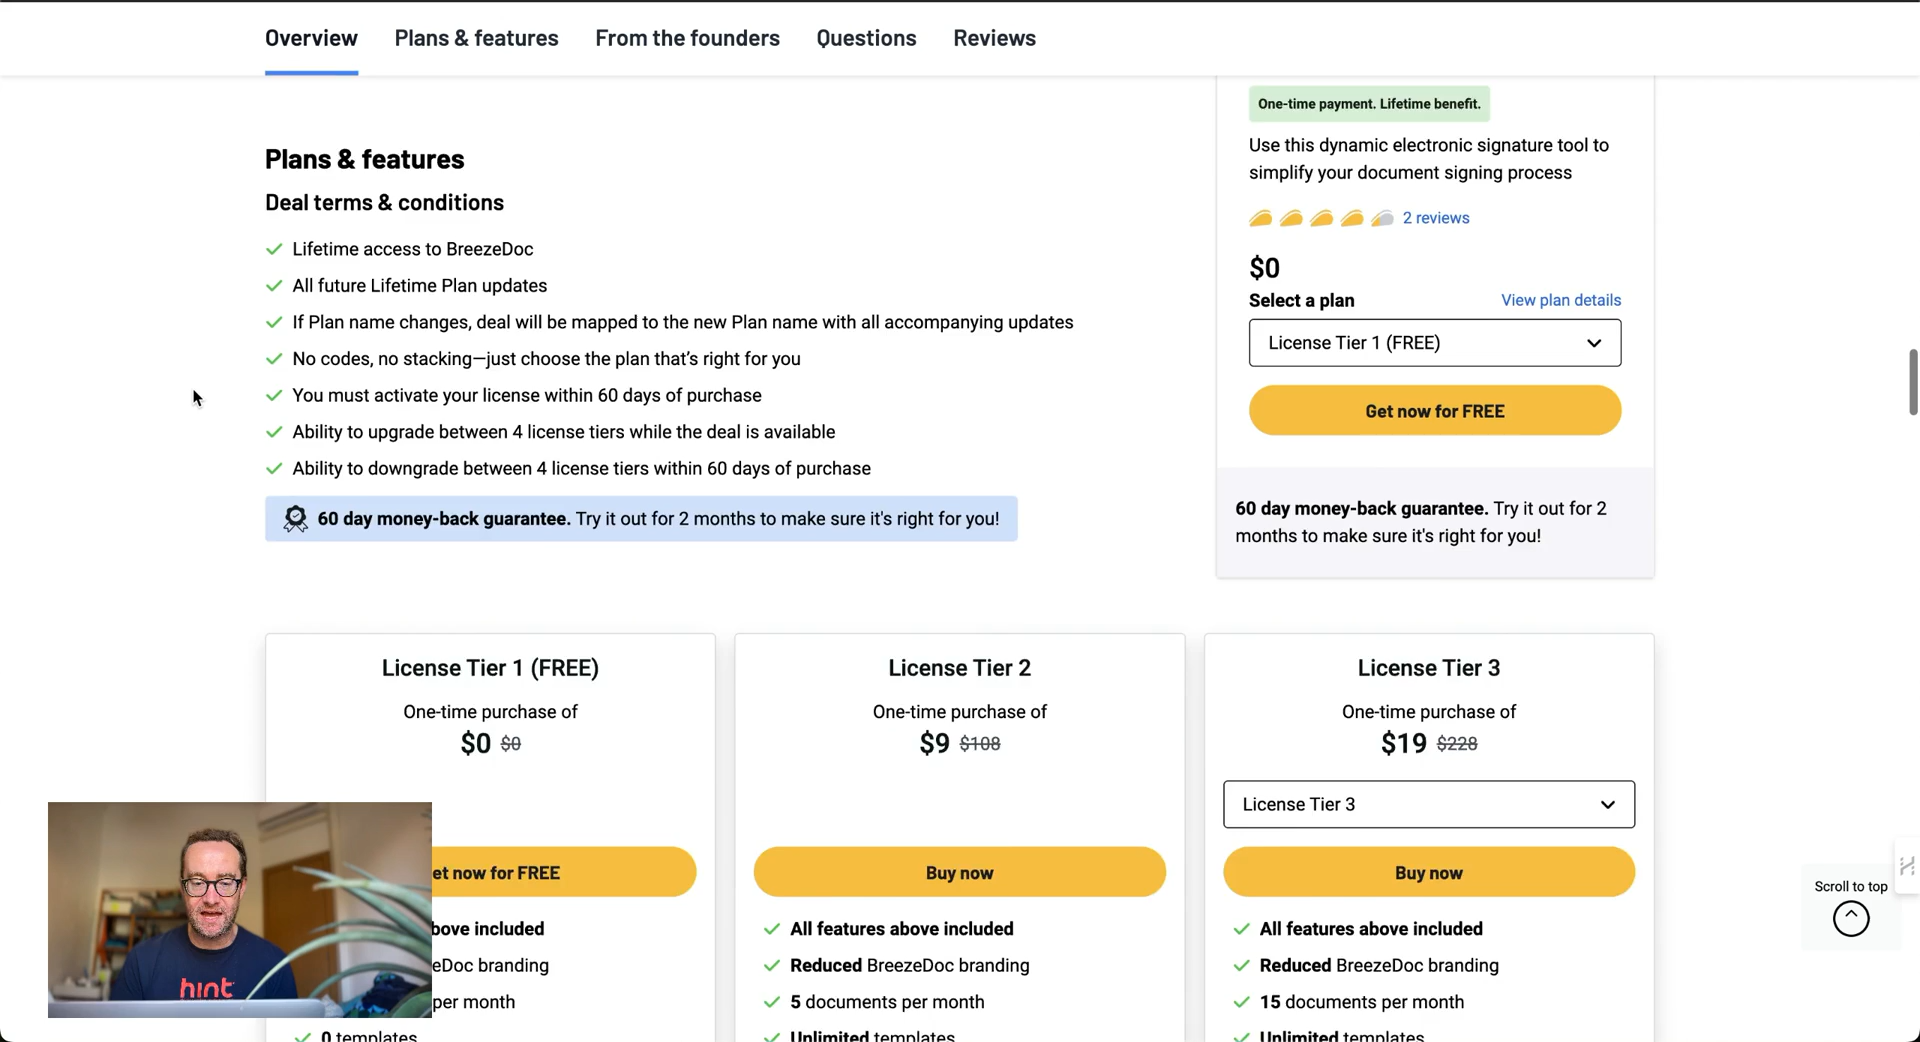 Overview Plans & features From the founders Questions Reviews
One-time payment. Lifetime benefit.
Use this dynamic electronic signature tool to
simplify your document signing process
2 reviews
$0
Select a plan View plan details
License Tier 1 (FREE)
Get now for FREE
60 day money-back guarantee. Try it out for 2
months to make sure it's right for you!
Plans & features
Deal terms & conditions
Lifetime access to BreezeDoc
All future Lifetime Plan updates
If Plan name changes, deal will be mapped to the new Plan name with all accompanying updates
No codes, no stacking—just choose the plan that’s right for you
You must activate your license within 60 days of purchase
Ability to upgrade between 4 license tiers while the deal is available
Ability to downgrade between 4 license tiers within 60 days of purchase
60 day money-back guarantee. Try it out for 2 months to make sure it's right for you!
License Tier 1 (FREE)
One-time purchase of
$0 $0
et now for FREE
bove included
eDoc branding
per month
0 templates
License Tier 2
One-time purchase of
$9 $108
Buy now
All features above included
Reduced BreezeDoc branding
5 documents per month
Unlimited templates
License Tier 3
One-time purchase of
$19 $228
License Tier 3
Buy now
All features above included
Reduced BreezeDoc branding
15 documents per month
Unlimited templates
Scroll to top
hint